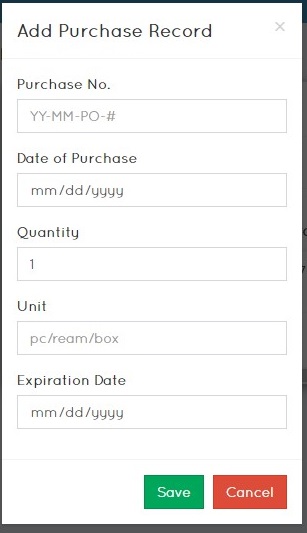 Add Purchase Record
×
Purchase No.
YY-MM-PO-#
Date of Purchase
mm/dd/yyyy
Quantity
1
Unit
pc/ream/box
Expiration Date
mm/dd/yyyy
Save Cancel